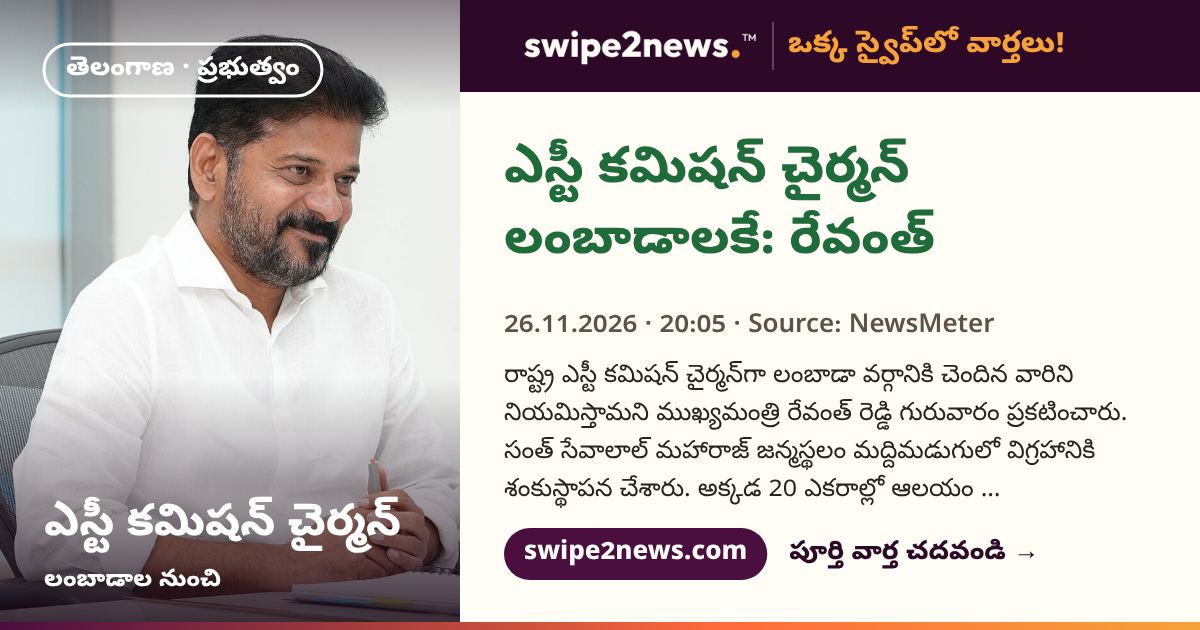 తెలంగాణ · ప్రభుత్వం
swipe2news.™
ఒక్క స్వైప్‌లో వార్తలు!
ఎస్టీ కమిషన్ చైర్మన్
లంబాడాలకే: రేవంత్
26.11.2026 · 20:05 · Source: NewsMeter
రాష్ట్ర ఎస్టీ కమిషన్ చైర్మన్‌గా లంబాడా వర్గానికి చెందిన వారిని
నియమిస్తామని ముఖ్యమంత్రి రేవంత్ రెడ్డి గురువారం ప్రకటించారు.
సంత్ సేవాలాల్ మహారాజ్ జన్మస్థలం మద్దిమడుగులో విగ్రహానికి
శంకుస్థాపన చేశారు. అక్కడ 20 ఎకరాల్లో ఆలయం ...
ఎస్టీ కమిషన్ చైర్మన్
లంబాడాల నుంచి
swipe2news.com
పూర్తి వార్త చదవండి →